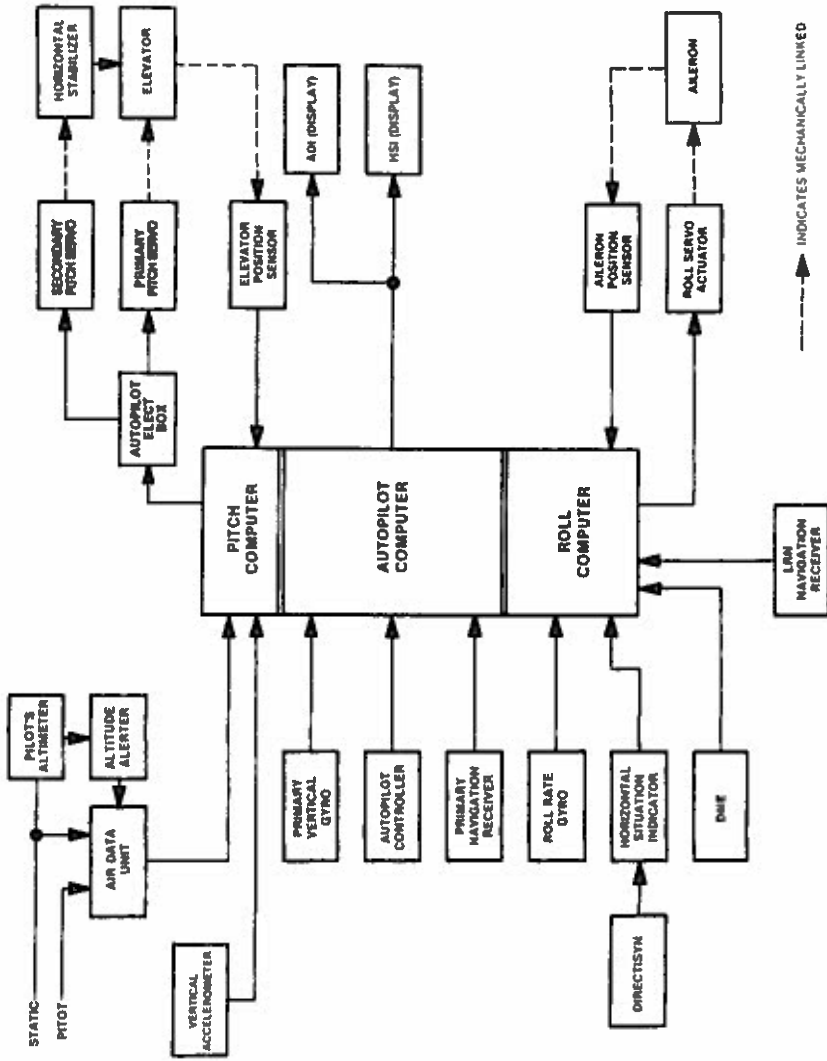 STATIC
PITOT
PILOT'S
ALTIMETER
ALTITUDE
ALERTER
AIR DATA
UNIT
VERTICAL
ACCELEROMETER
PRIMARY
VERTICAL
GYRO
AUTOPILOT
CONTROLLER
PRIMARY
NAVIGATION
RECEIVER
ROLL RATE
GYRO
HORIZONTAL
SITUATION
INDICATOR
DIRECTISYN
DME
LRN
NAVIGATION
RECEIVER
PITCH
COMPUTER
AUTOPILOT
COMPUTER
ROLL
COMPUTER
AUTOPILOT
ELECT
BOX
SECONDARY
PITCH SERVO
PRIMARY
PITCH SERVO
HORIZONTAL
STABILIZER
ELEVATOR
ELEVATOR
POSITION
SENSOR
ADI (DISPLAY)
HSI (DISPLAY)
AILERON
POSITION
SENSOR
ROLL SERVO
ACTUATOR
AILERON
INDICATES MECHANICALLY LINKED